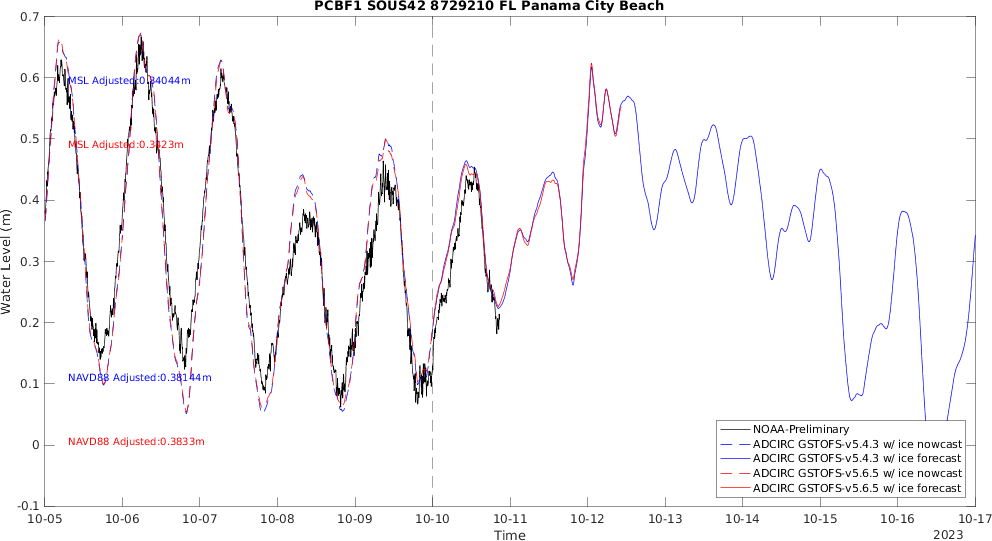 PCBF1 SOUS42 8729210 FL Panama City Beach
0.7
0.6
0.5
0.4
0.3
0.2
0.1
0
-0.1
Water Level (m)
MSL Adjusted:0.34044m
MSL Adjusted:0.3423m
NAVD88 Adjusted:0.38144m
NAVD88 Adjusted:0.3833m
NOAA-Preliminary
ADCIRC GSTOFS-v5.4.3 w/ ice nowcast
ADCIRC GSTOFS-v5.4.3 w/ ice forecast
ADCIRC GSTOFS-v5.6.5 w/ ice nowcast
ADCIRC GSTOFS-v5.6.5 w/ ice forecast
10-05 10-06 10-07 10-08 10-09 10-10 10-11 10-12 10-13 10-14 10-15 10-16 10-17
Time
2023